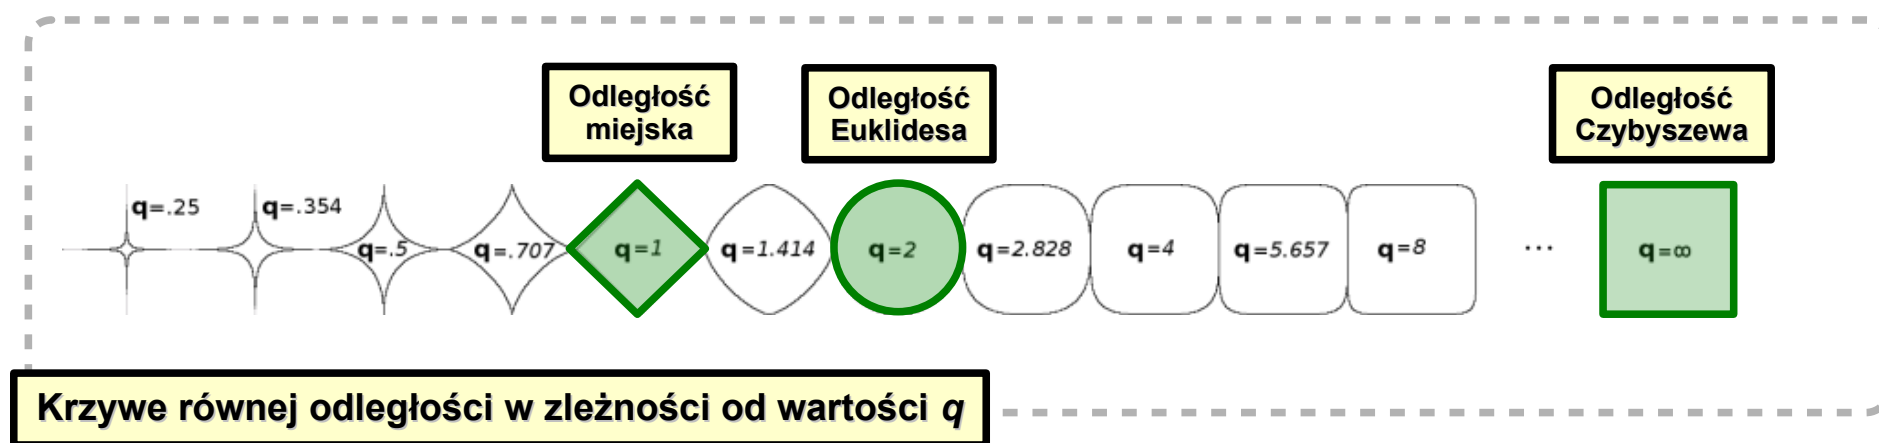 Odległość
miejska
Odległość
Euklidesa
Odległość
Czybyszewa
q=.25
q=.354
q=.5
q=.707
q=1
q=1.414
q=2
q=2.828
q=4
q=5.657
q=8
...
q=∞
Krzywe równej odległości w zleżności od wartości q